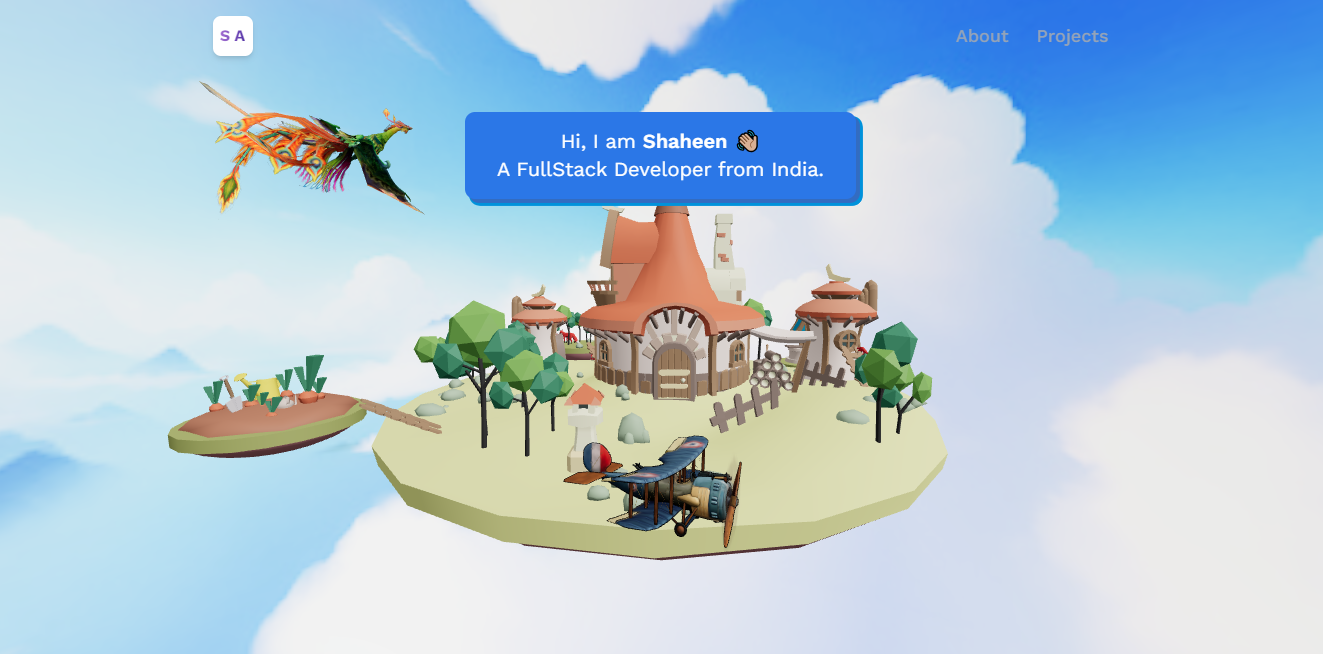 S A
About Projects
Hi, I am Shaheen 👋🏼
A FullStack Developer from India.